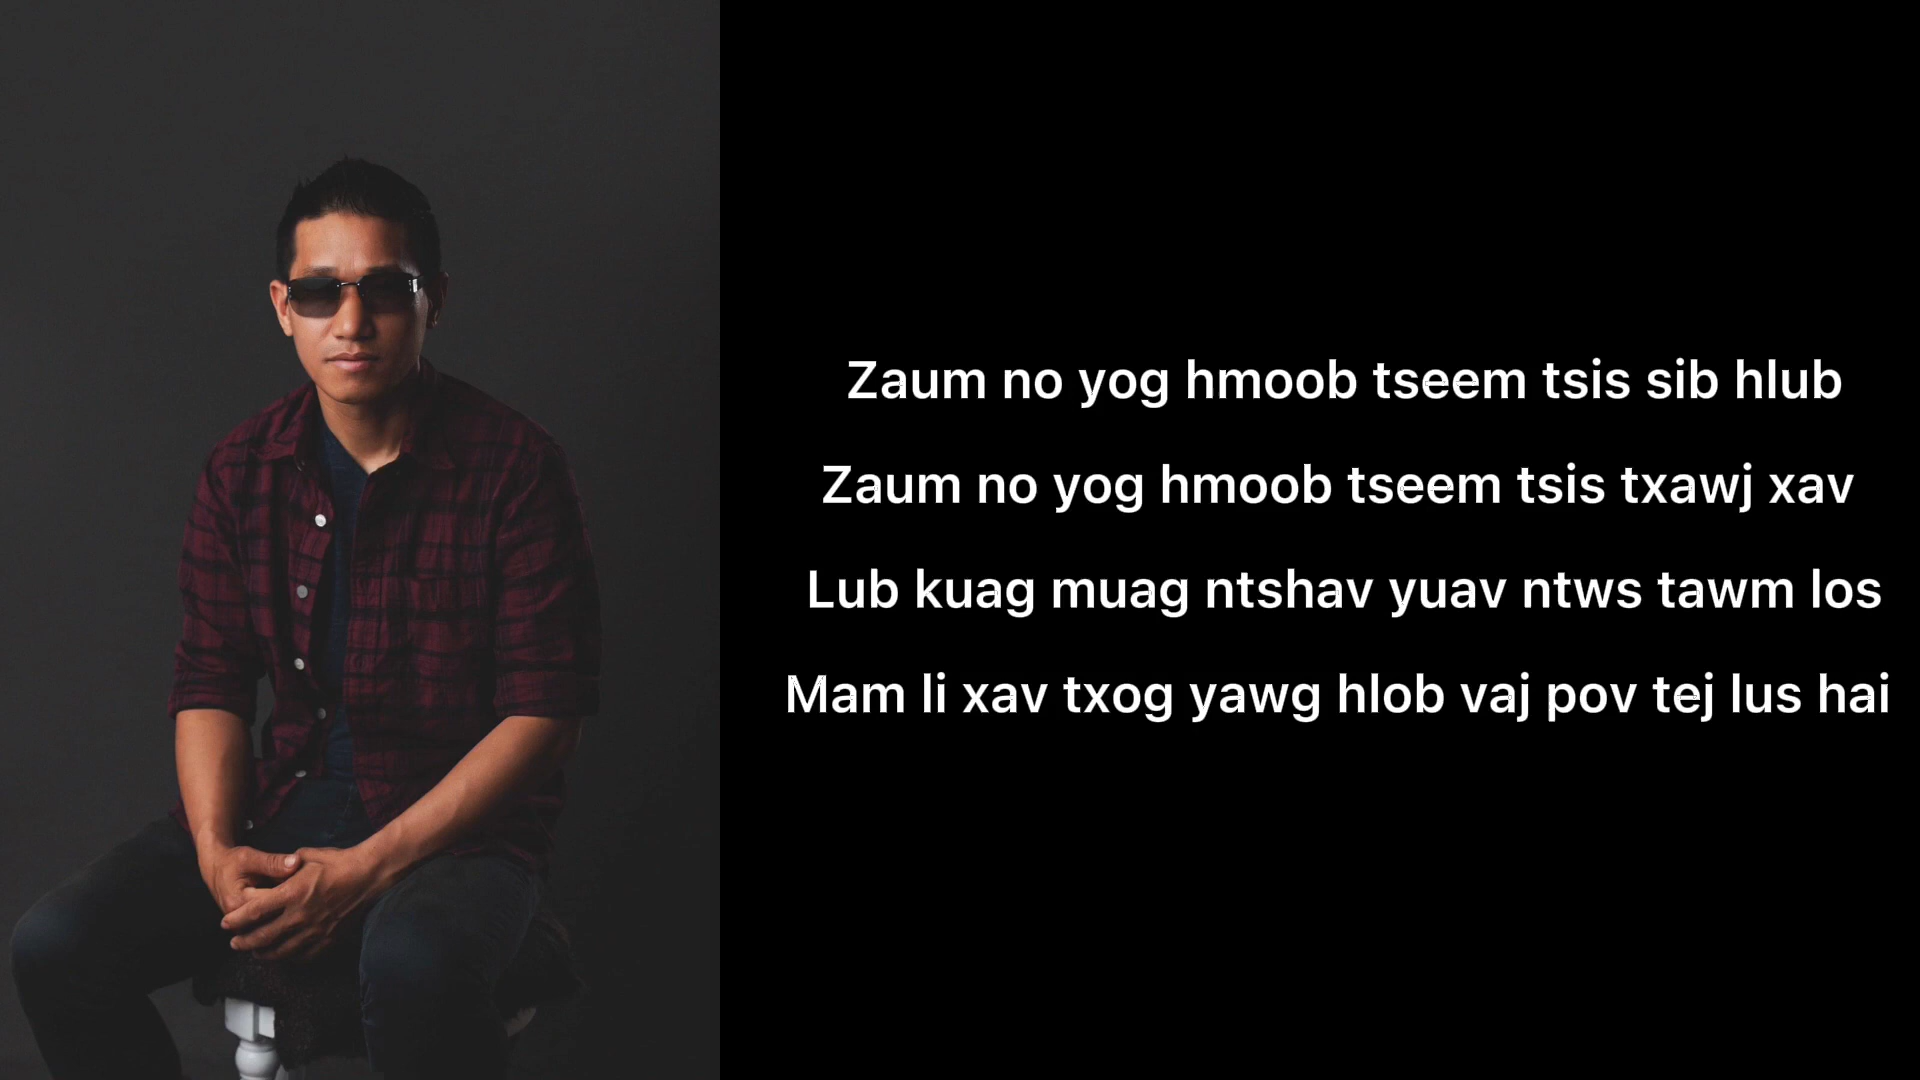 Zaum no yog hmoob tseem tsis sib hlub
Zaum no yog hmoob tseem tsis txawj xav
Lub kuag muag ntshav yuav ntws tawm los
Mam li xav txog yawg hlob vaj pov tej lus hai